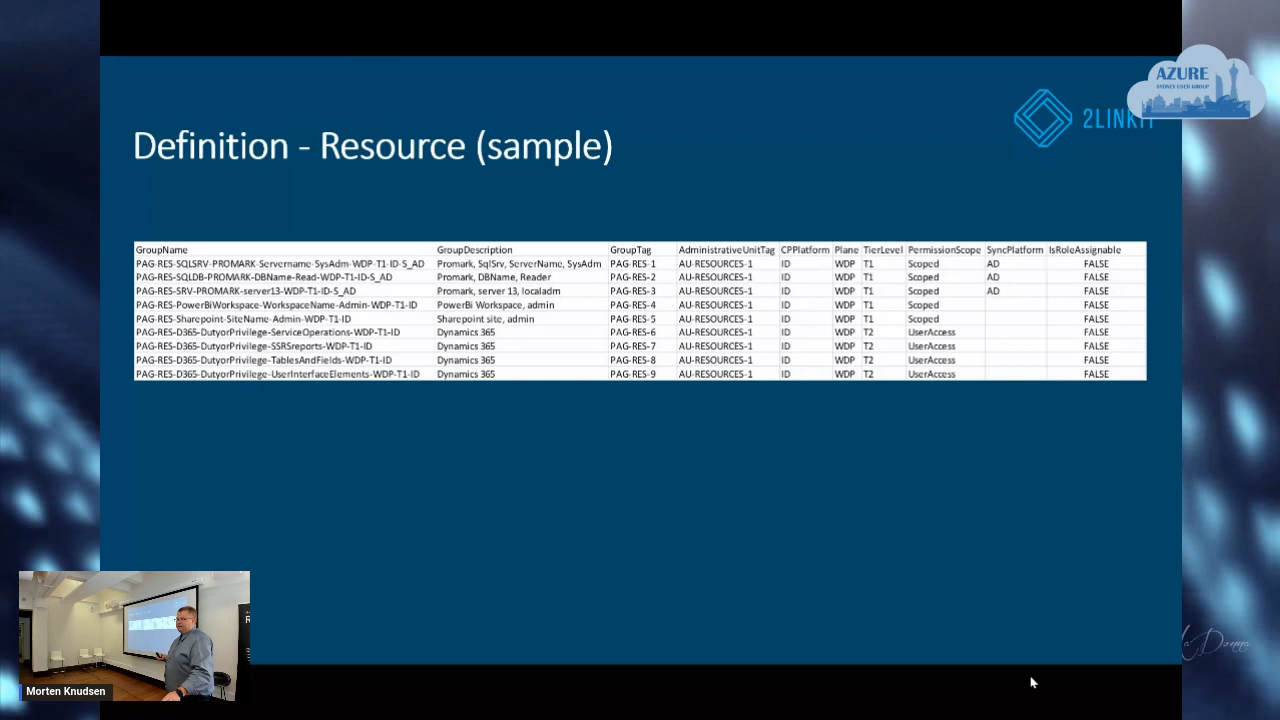 AZURE
SYDNEY USER GROUP
2LINKIT
Definition - Resource (sample)
GroupName GroupDescription GroupTag AdministrativeUnitTag CPPlatform Plane TierLevel PermissionScope SyncPlatform IsRoleAssignable
PAG-RES-SQLSRV-PROMARK-Servername-SysAdm-WDP-T1-ID-S_AD Promark, SqlSrv, ServerName, SysAdm PAG-RES-1 AU-RESOURCES-1 ID WDP T1 Scoped AD FALSE
PAG-RES-SQLDB-PROMARK-DBName-Read-WDP-T1-ID-S_AD Promark, DBName, Reader PAG-RES-2 AU-RESOURCES-1 ID WDP T1 Scoped AD FALSE
PAG-RES-SRV-PROMARK-server13-WDP-T1-ID-S_AD Promark, server 13, localadm PAG-RES-3 AU-RESOURCES-1 ID WDP T1 Scoped AD FALSE
PAG-RES-PowerBiWorkspace-WorkspaceName-Admin-WDP-T1-ID PowerBi Workspace, admin PAG-RES-4 AU-RESOURCES-1 ID WDP T1 Scoped FALSE
PAG-RES-Sharepoint-SiteName-Admin-WDP-T1-ID Sharepoint site, admin PAG-RES-5 AU-RESOURCES-1 ID WDP T1 Scoped FALSE
PAG-RES-D365-DutyorPrivilege-ServiceOperations-WDP-T1-ID Dynamics 365 PAG-RES-6 AU-RESOURCES-1 ID WDP T2 UserAccess FALSE
PAG-RES-D365-DutyorPrivilege-SSRSreports-WDP-T1-ID Dynamics 365 PAG-RES-7 AU-RESOURCES-1 ID WDP T2 UserAccess FALSE
PAG-RES-D365-DutyorPrivilege-TablesAndFields-WDP-T1-ID Dynamics 365 PAG-RES-8 AU-RESOURCES-1 ID WDP T2 UserAccess FALSE
PAG-RES-D365-DutyorPrivilege-UserInterfaceElements-WDP-T1-ID Dynamics 365 PAG-RES-9 AU-RESOURCES-1 ID WDP T2 UserAccess FALSE
Morten Knudsen